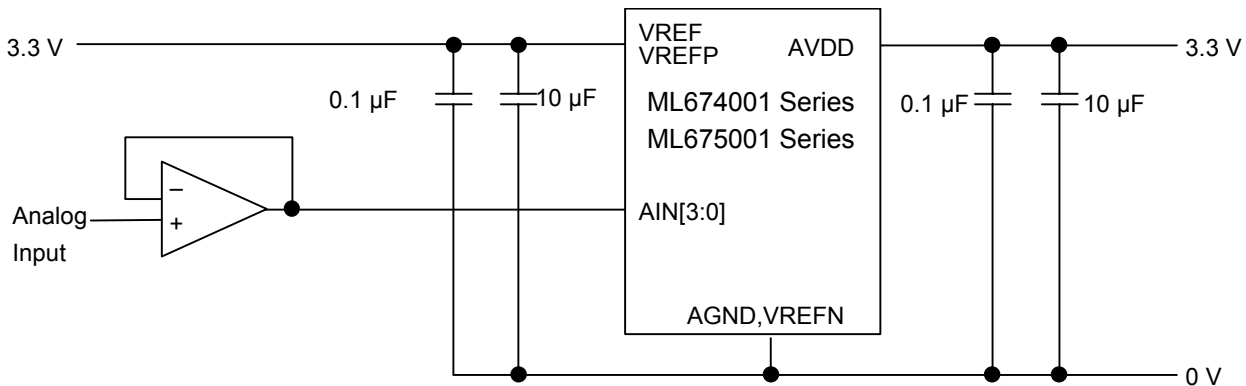 3.3 V
VREF
VREFP
AVDD
3.3 V
0.1 µF
10 µF
ML674001 Series
ML675001 Series
0.1 µF
10 µF
−
+
Analog
Input
AIN[3:0]
AGND,VREFN
0 V